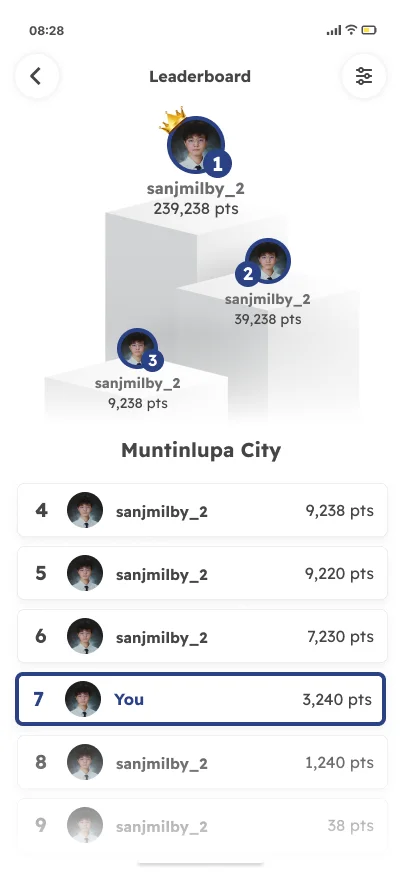 08:28
Leaderboard
1
sanjmilby_2
239,238 pts
2
sanjmilby_2
39,238 pts
3
sanjmilby_2
9,238 pts
Muntinlupa City
4 sanjmilby_2 9,238 pts
5 sanjmilby_2 9,220 pts
6 sanjmilby_2 7,230 pts
7 You 3,240 pts
8 sanjmilby_2 1,240 pts
9 sanjmilby_2 38 pts